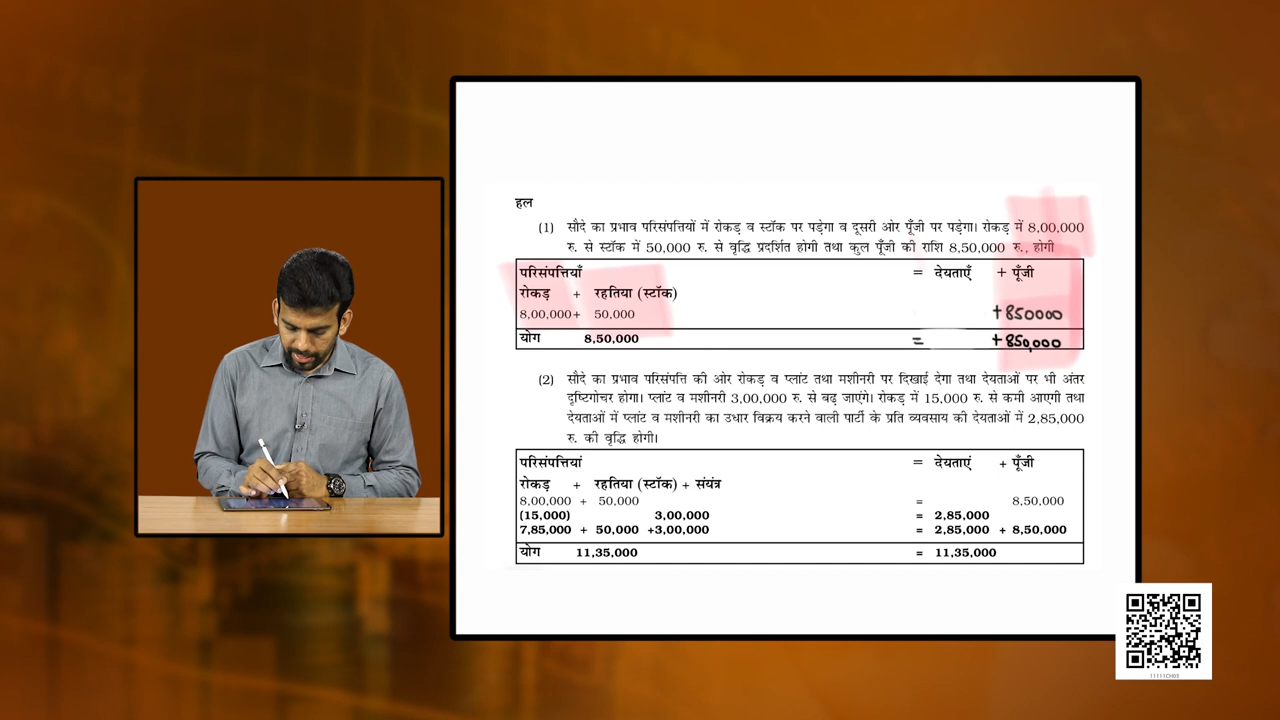 हल
(1) सौदे का प्रभाव परिसंपत्तियों में रोकड़ व स्टॉक पर पड़ेगा व दूसरी ओर पूँजी पर पड़ेगा। रोकड़ में 8,00,000
रु. से स्टॉक में 50,000 रु. से वृद्धि प्रदर्शित होगी तथा कुल पूँजी की राशि 8,50,000 रु., होगी
परिसंपत्तियाँ = देयताएँ + पूँजी
रोकड़ + रहतिया (स्टॉक)
8,00,000+ 50,000 +850000
योग 8,50,000 = +850,000
(2) सौदे का प्रभाव परिसंपत्ति की ओर रोकड़ व प्लांट तथा मशीनरी पर दिखाई देगा तथा देयताओं पर भी अंतर
दृष्टिगोचर होगा। प्लांट व मशीनरी 3,00,000 रु. से बढ़ जाएंगे। रोकड़ में 15,000 रु. से कमी आएगी तथा
देयताओं में प्लांट व मशीनरी का उधार विक्रय करने वाली पार्टी के प्रति व्यवसाय की देयताओं में 2,85,000
रु. की वृद्धि होगी।
परिसंपत्तियां = देयताएं + पूँजी
रोकड़ + रहतिया (स्टॉक) + संयंत्र
8,00,000 + 50,000 = 8,50,000
(15,000) 3,00,000 = 2,85,000
7,85,000 + 50,000 +3,00,000 = 2,85,000 + 8,50,000
योग 11,35,000 = 11,35,000
11111CH03